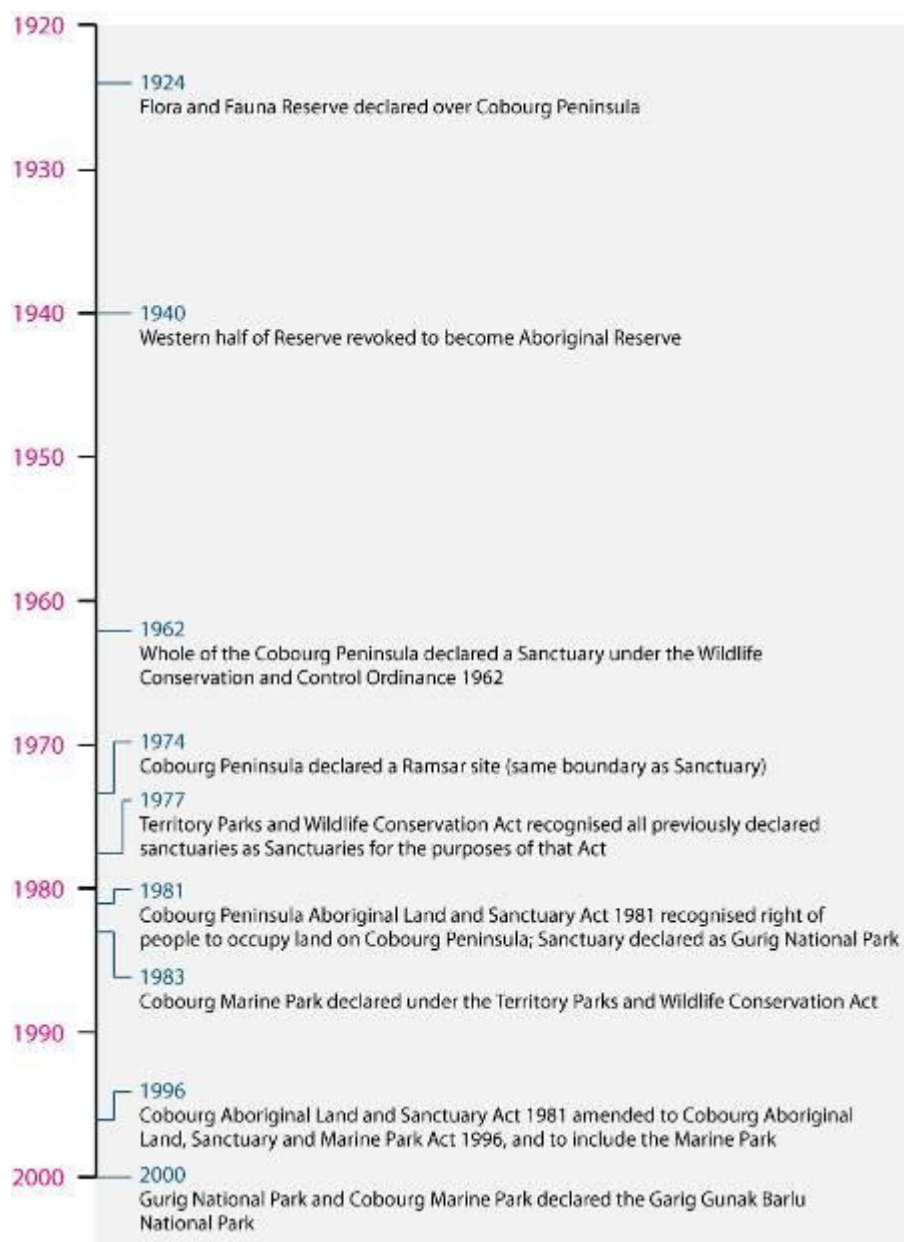 1920
1924
Flora and Fauna Reserve declared over Cobourg Peninsula
1930
1940
1940
Western half of Reserve revoked to become Aboriginal Reserve
1950
1960
1962
Whole of the Cobourg Peninsula declared a Sanctuary under the Wildlife
Conservation and Control Ordinance 1962
1970
1974
Cobourg Peninsula declared a Ramsar site (same boundary as Sanctuary)
1977
Territory Parks and Wildlife Conservation Act recognised all previously declared
sanctuaries as Sanctuaries for the purposes of that Act
1980
1981
Cobourg Peninsula Aboriginal Land and Sanctuary Act 1981 recognised right of
people to occupy land on Cobourg Peninsula; Sanctuary declared as Gurig National Park
1983
Cobourg Marine Park declared under the Territory Parks and Wildlife Conservation Act
1990
1996
Cobourg Aboriginal Land and Sanctuary Act 1981 amended to Cobourg Aboriginal
Land, Sanctuary and Marine Park Act 1996, and to include the Marine Park
2000
2000
Gurig National Park and Cobourg Marine Park declared the Garig Gunak Barlu
National Park